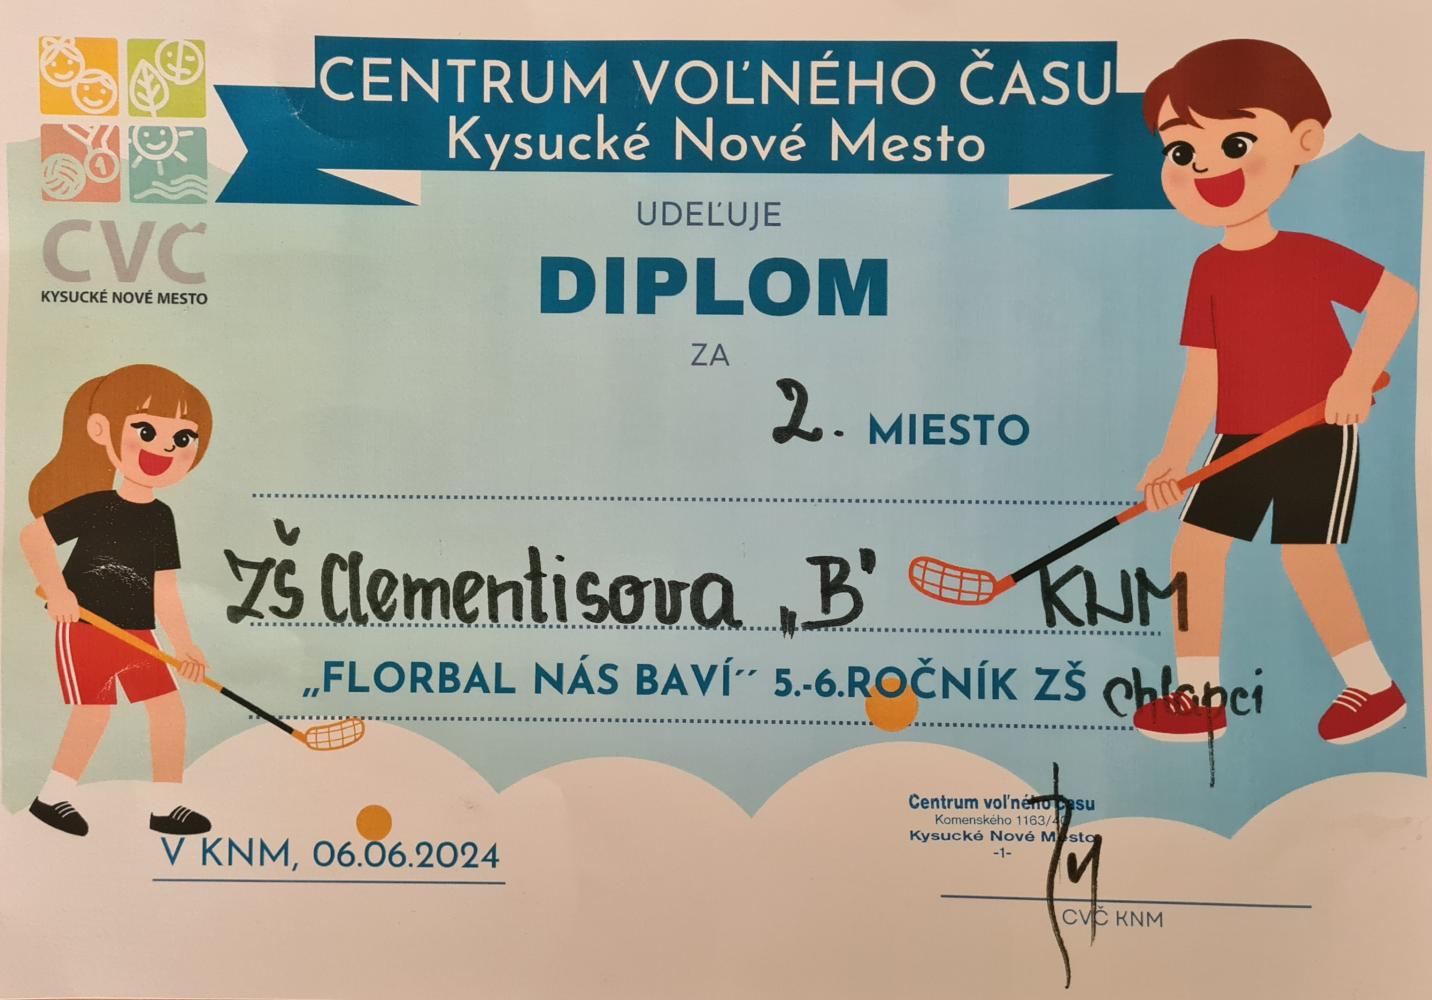 CENTRUM VOĽNÉHO ČASU
Kysucké Nové Mesto
CVČ
KYSUCKÉ NOVÉ MESTO
1
UDEĽUJE
DIPLOM
ZA
2. MIESTO
ZŠ Clementisova „B" KNM
„FLORBAL NÁS BAVÍ´´ 5.-6.ROČNÍK ZŠ chlapci
V KNM, 06.06.2024
Centrum voľného času
Komenského 1163/40
Kysucké Nové Mesto
-1-
CVČ KNM